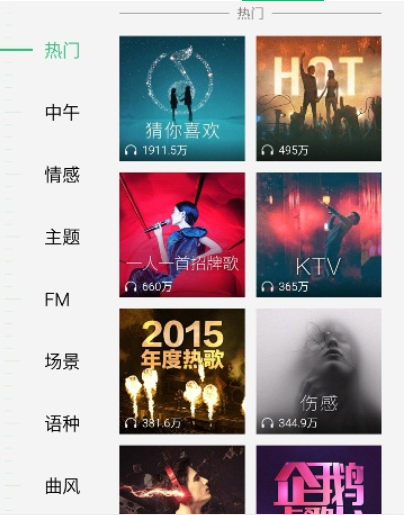 热门
热门
中午
情感
主题
FM
场景
语种
曲风
猜你喜欢
1911.5万
HOT
495万
一人一首招牌歌
660万
KTV
365万
2015
年度热歌
381.6万
伤感
344.9万
企鹅